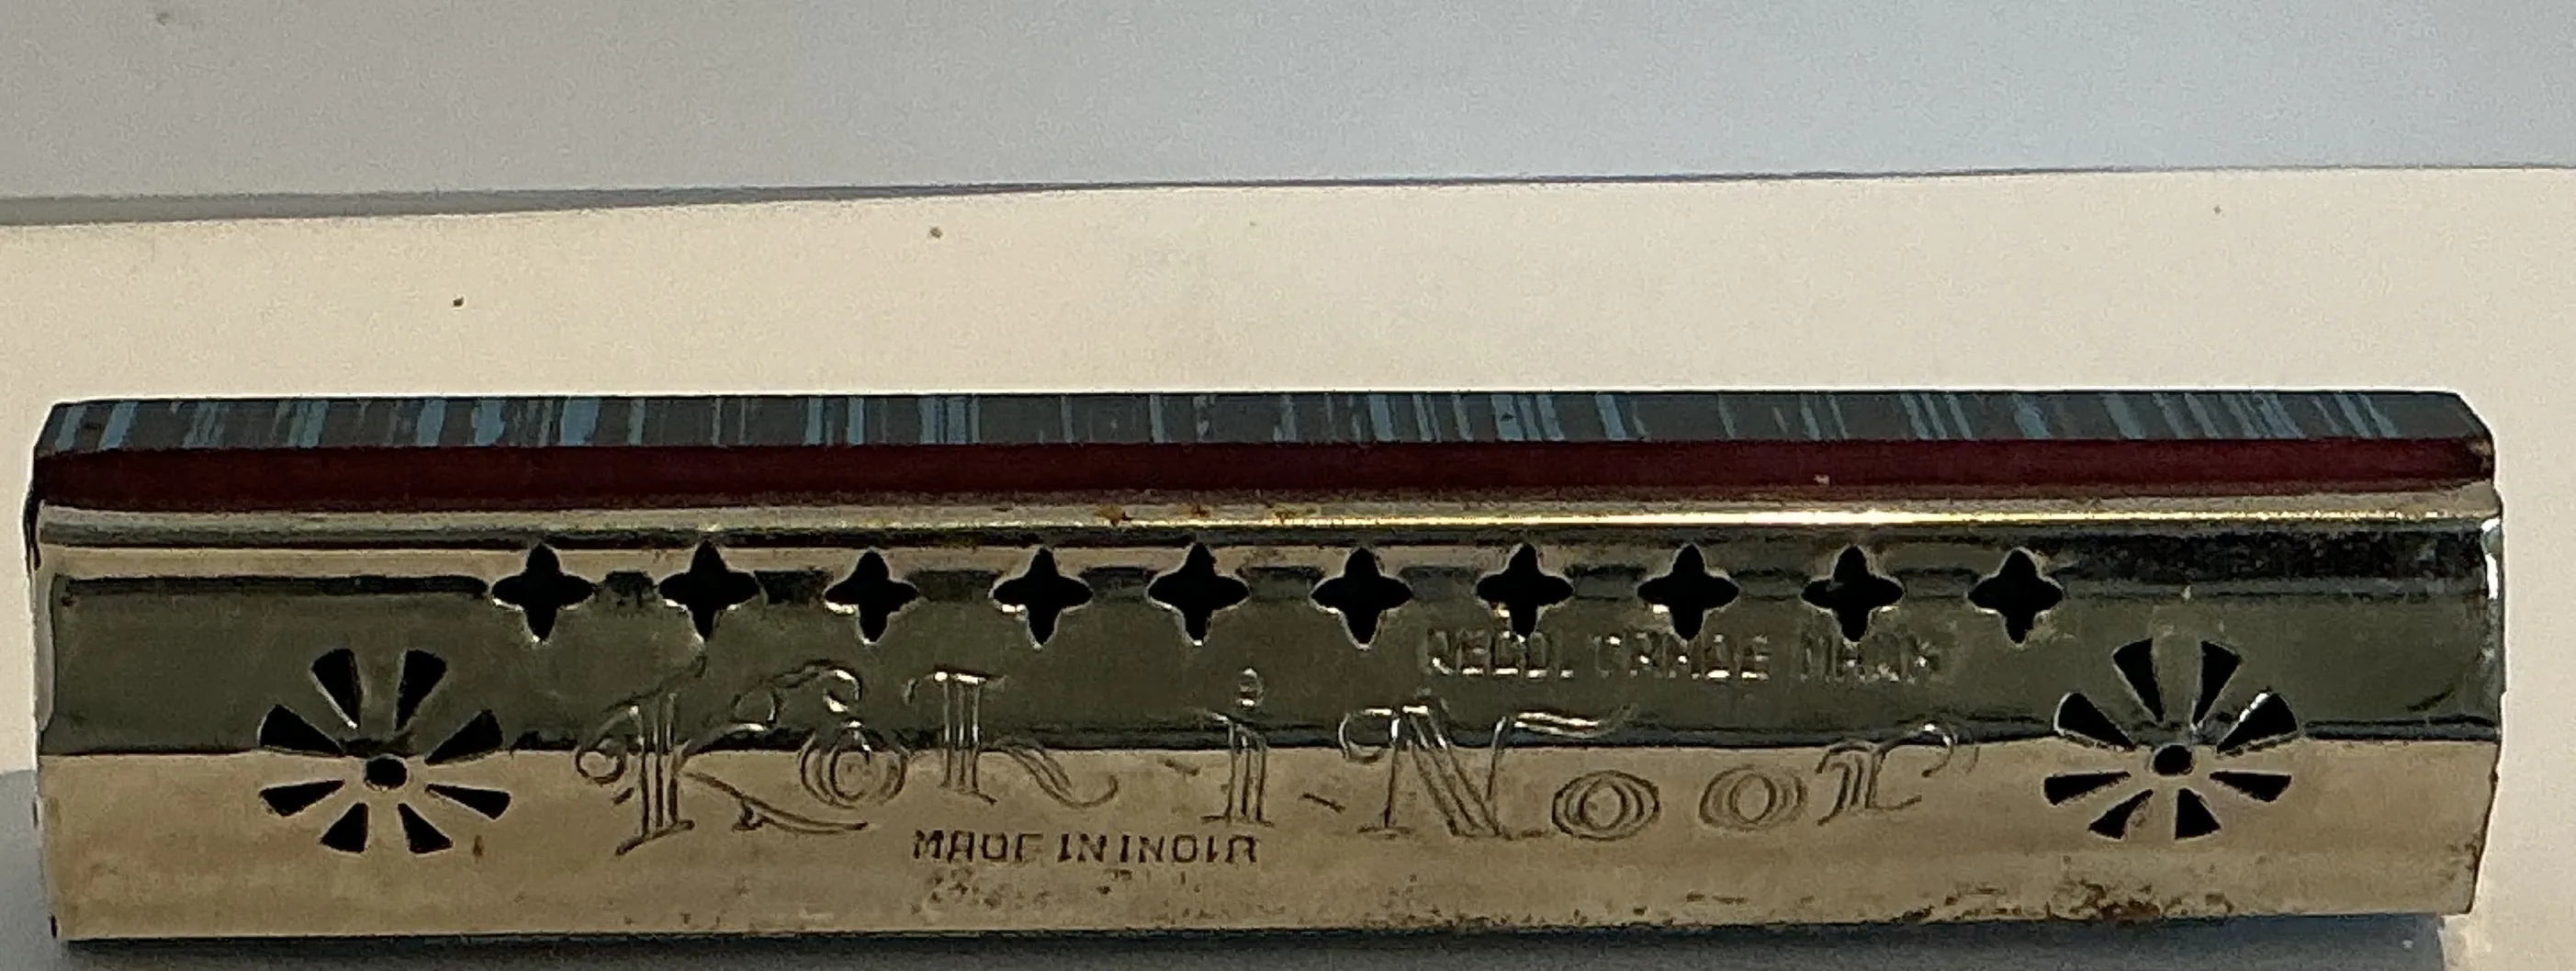 REGD. TRADE MARK
Koh-i-Noor
MADE IN INDIA